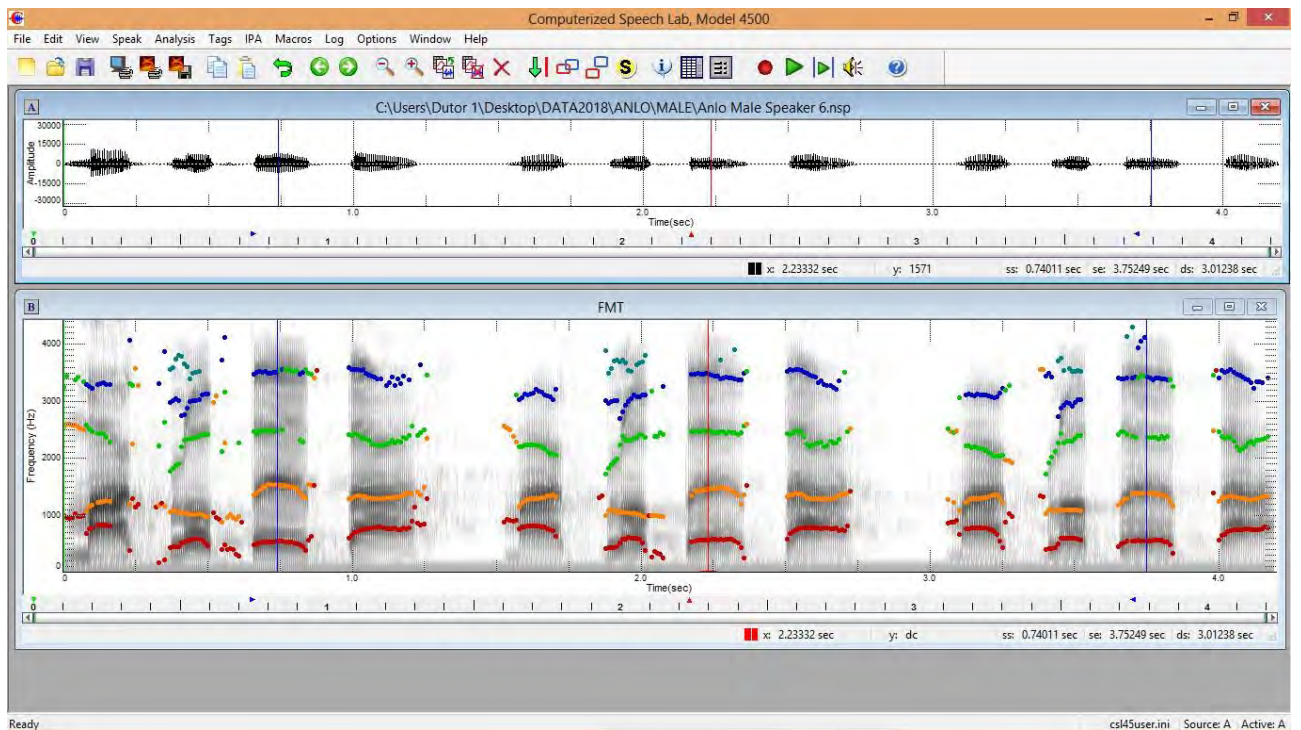 Computerized Speech Lab, Model 4500
File Edit View Speak Analysis Tags IPA Macros Log Options Window Help
A C:\Users\Dutor 1\Desktop\DATA2018\ANLO\MALE\Anlo Male Speaker 6.nsp
30000
15000
0
-15000
-30000
Amplitude
0 1.0 2.0 3.0 4.0
Time(sec)
0 1 2 3 4
x: 2.23332 sec y: 1571 ss: 0.74011 sec se: 3.75249 sec ds: 3.01238 sec
B FMT
4000
3000
2000
1000
0
Frequency (Hz)
0 1.0 2.0 3.0 4.0
Time(sec)
0 1 2 3 4
x: 2.23332 sec y: dc ss: 0.74011 sec se: 3.75249 sec ds: 3.01238 sec
Ready csl45user.ini Source: A Active: A